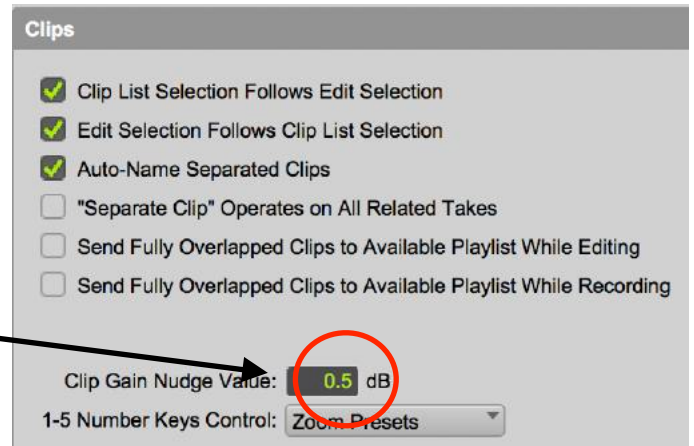 Clips
Clip List Selection Follows Edit Selection
Edit Selection Follows Clip List Selection
Auto-Name Separated Clips
"Separate Clip" Operates on All Related Takes
Send Fully Overlapped Clips to Available Playlist While Editing
Send Fully Overlapped Clips to Available Playlist While Recording
Clip Gain Nudge Value: 0.5 dB
1-5 Number Keys Control: Zoom Presets